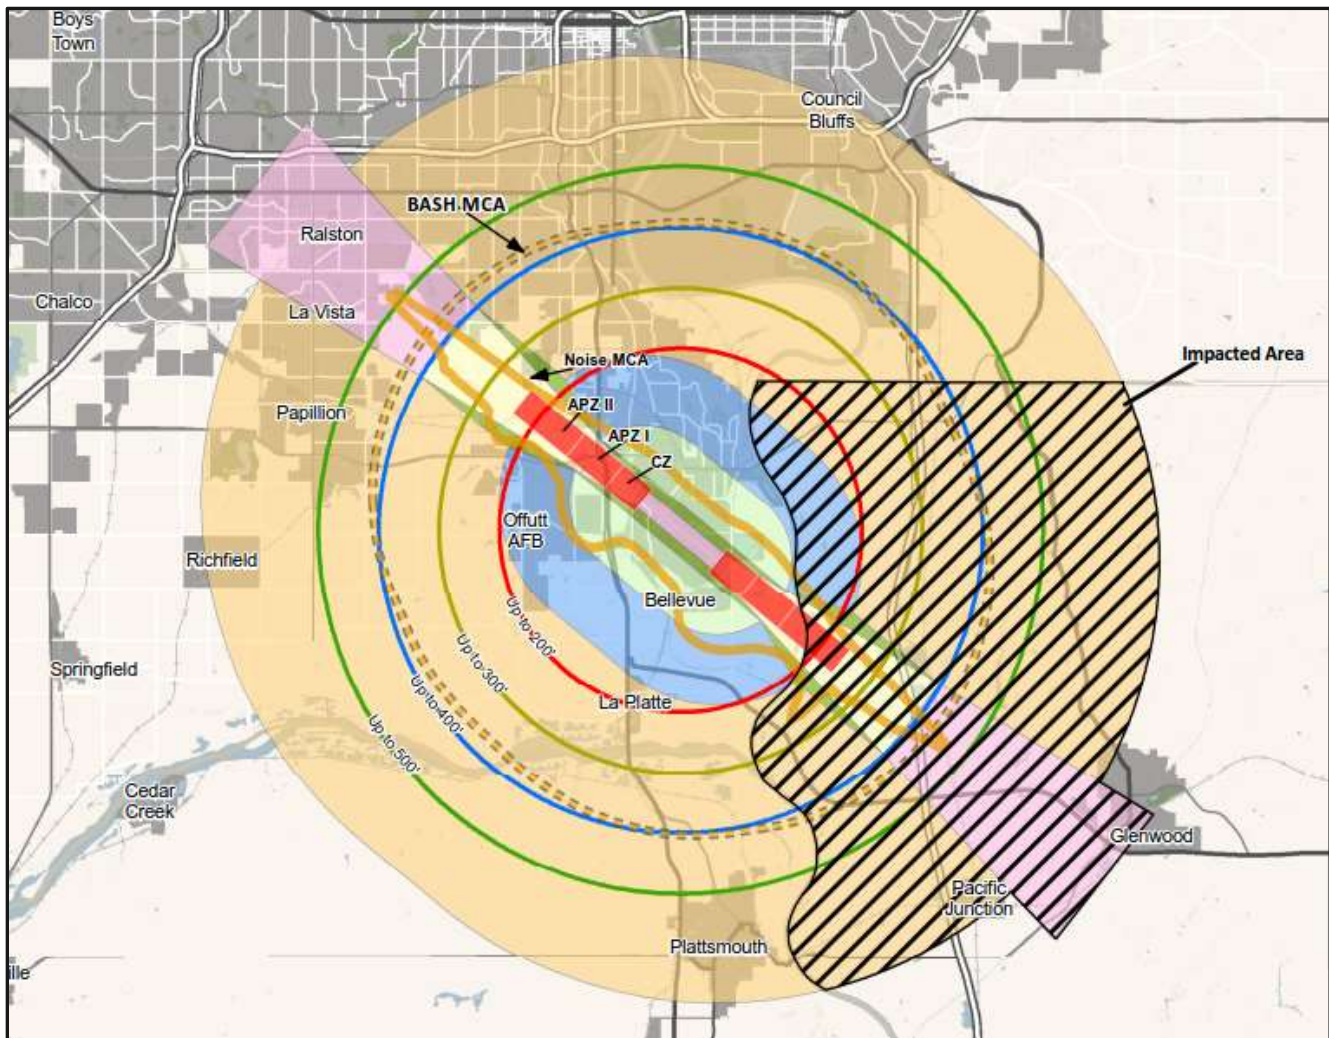 Boys
Town
Council
Bluffs
BASH MCA
Ralston
Chalco
La Vista
Impacted Area
Noise MCA
Papillion
APZ II
APZ I
CZ
Offutt
AFB
Richfield
Bellevue
Up to 200'
Up to 300'
Up to 400'
Up to 500'
Springfield
La Platte
Cedar
Creek
Glenwood
Pacific
Junction
Plattsmouth
ille